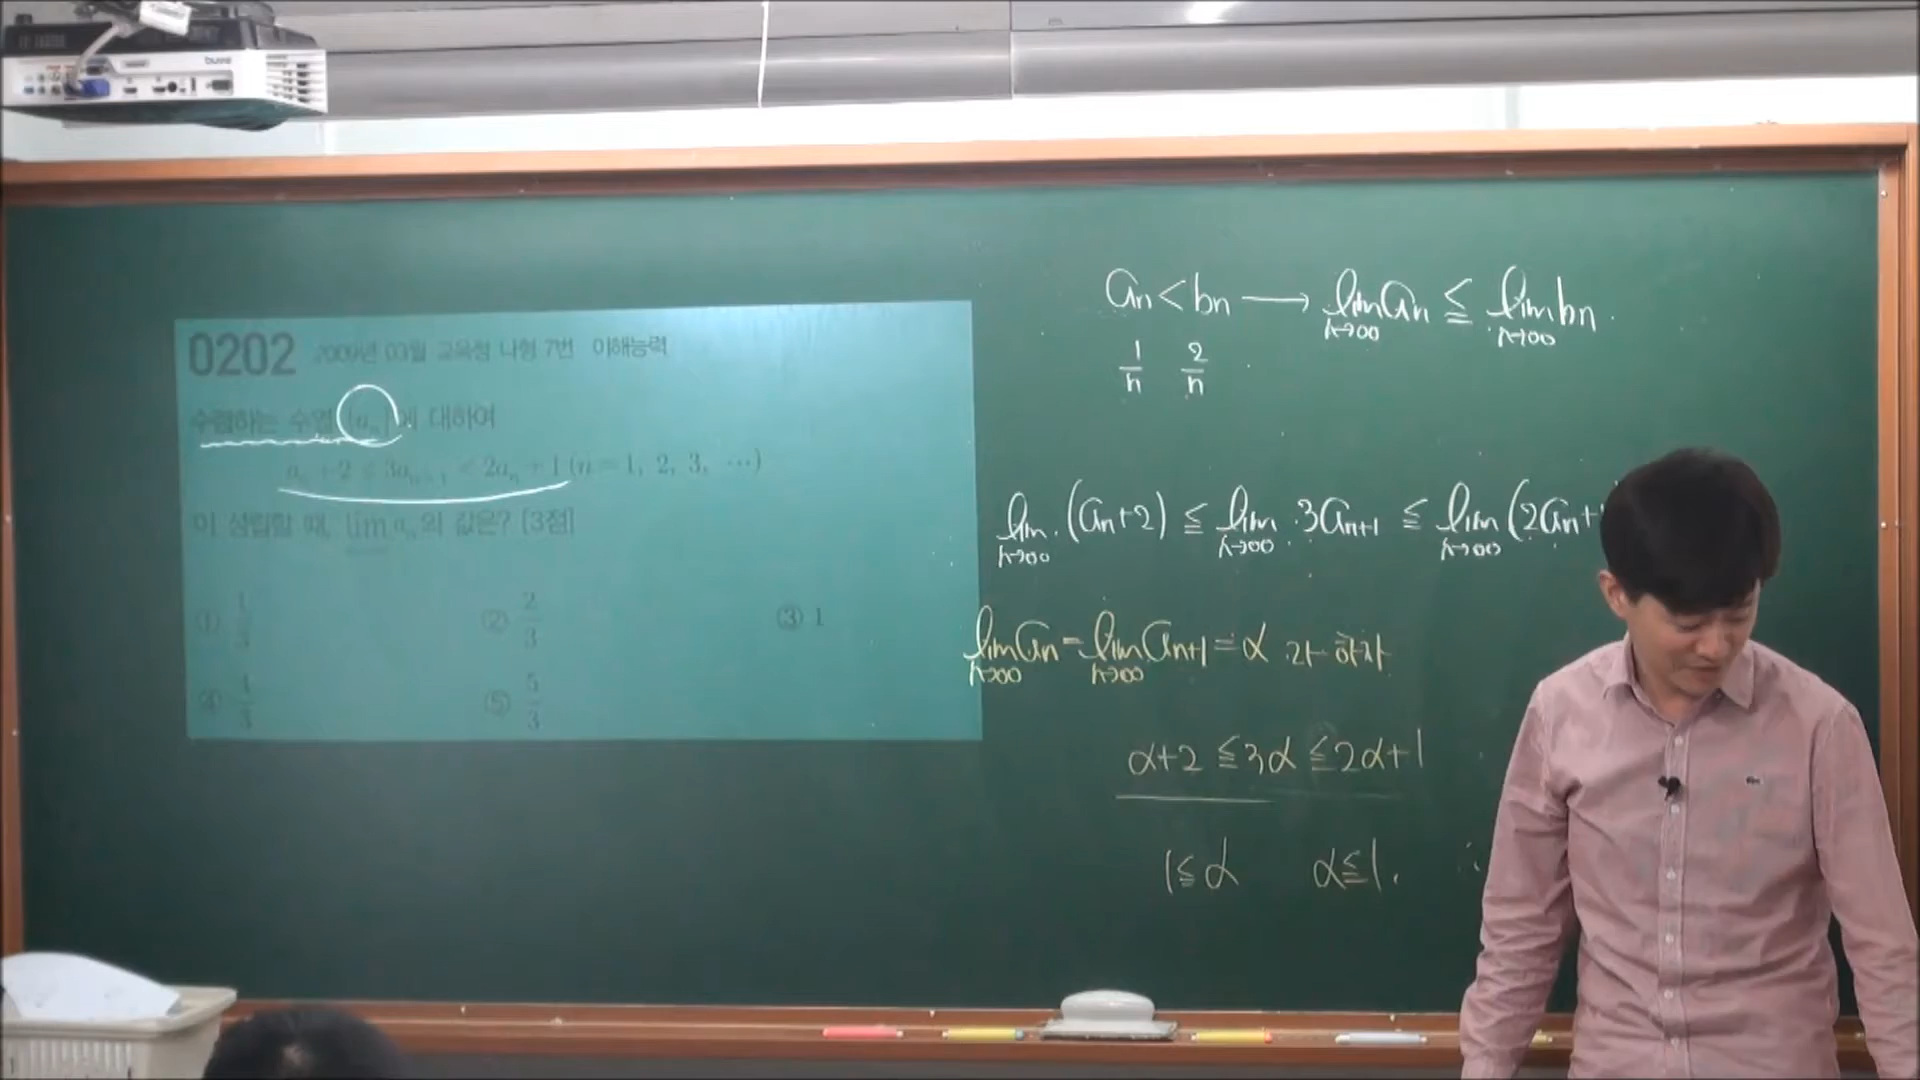 0202 2009년 03월 교육청 나형 7번 이해능력
수렴하는 수열 {aₙ}에 대하여
aₙ+2 < 3aₙ₊₁ < 2aₙ+1 (n=1, 2, 3, ⋯)
이 성립할 때, lim aₙ의 값은? [3점]
① 1/3 ② 2/3 ③ 1
④ 4/3 ⑤ 5/3
aₙ < bₙ → lim n→∞ aₙ ≦ lim n→∞ bₙ
1/n 2/n
lim n→∞ (aₙ+2) ≦ lim n→∞ 3aₙ₊₁ ≦ lim n→∞ (2aₙ+
lim n→∞ aₙ = lim n→∞ aₙ₊₁ = α 라 하자
α+2 ≦ 3α ≦ 2α+1
1≦α α≦1.